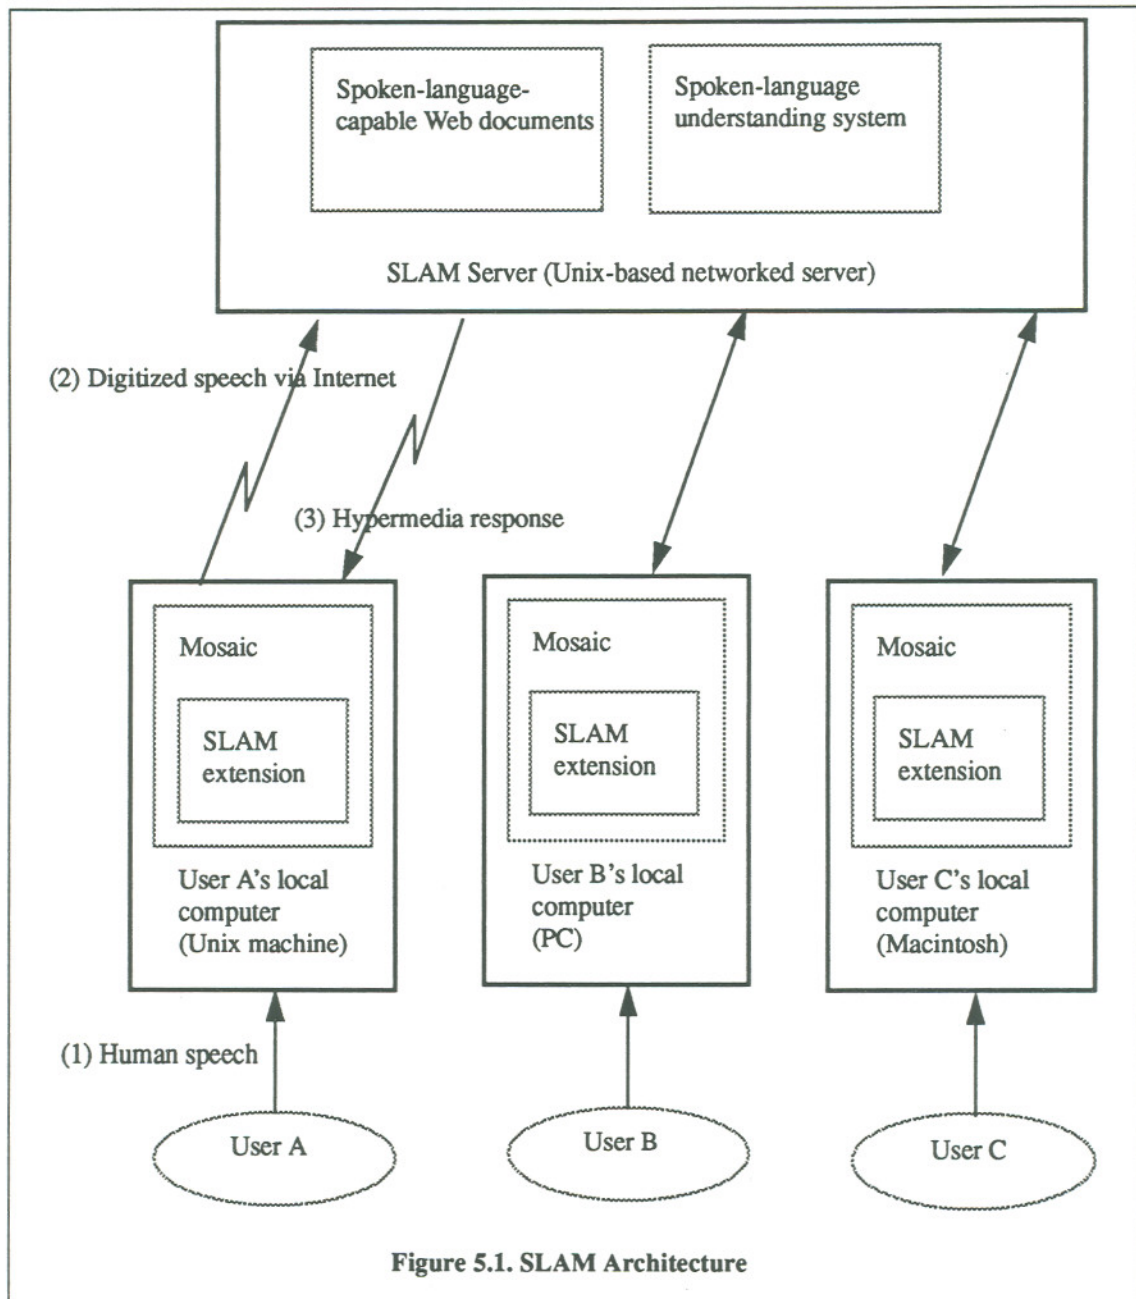 Spoken-language-
capable Web documents
Spoken-language
understanding system
SLAM Server (Unix-based networked server)
(2) Digitized speech via Internet
(3) Hypermedia response
Mosaic
SLAM
extension
User A's local
computer
(Unix machine)
Mosaic
SLAM
extension
User B's local
computer
(PC)
Mosaic
SLAM
extension
User C's local
computer
(Macintosh)
(1) Human speech
User A
User B
User C
Figure 5.1. SLAM Architecture